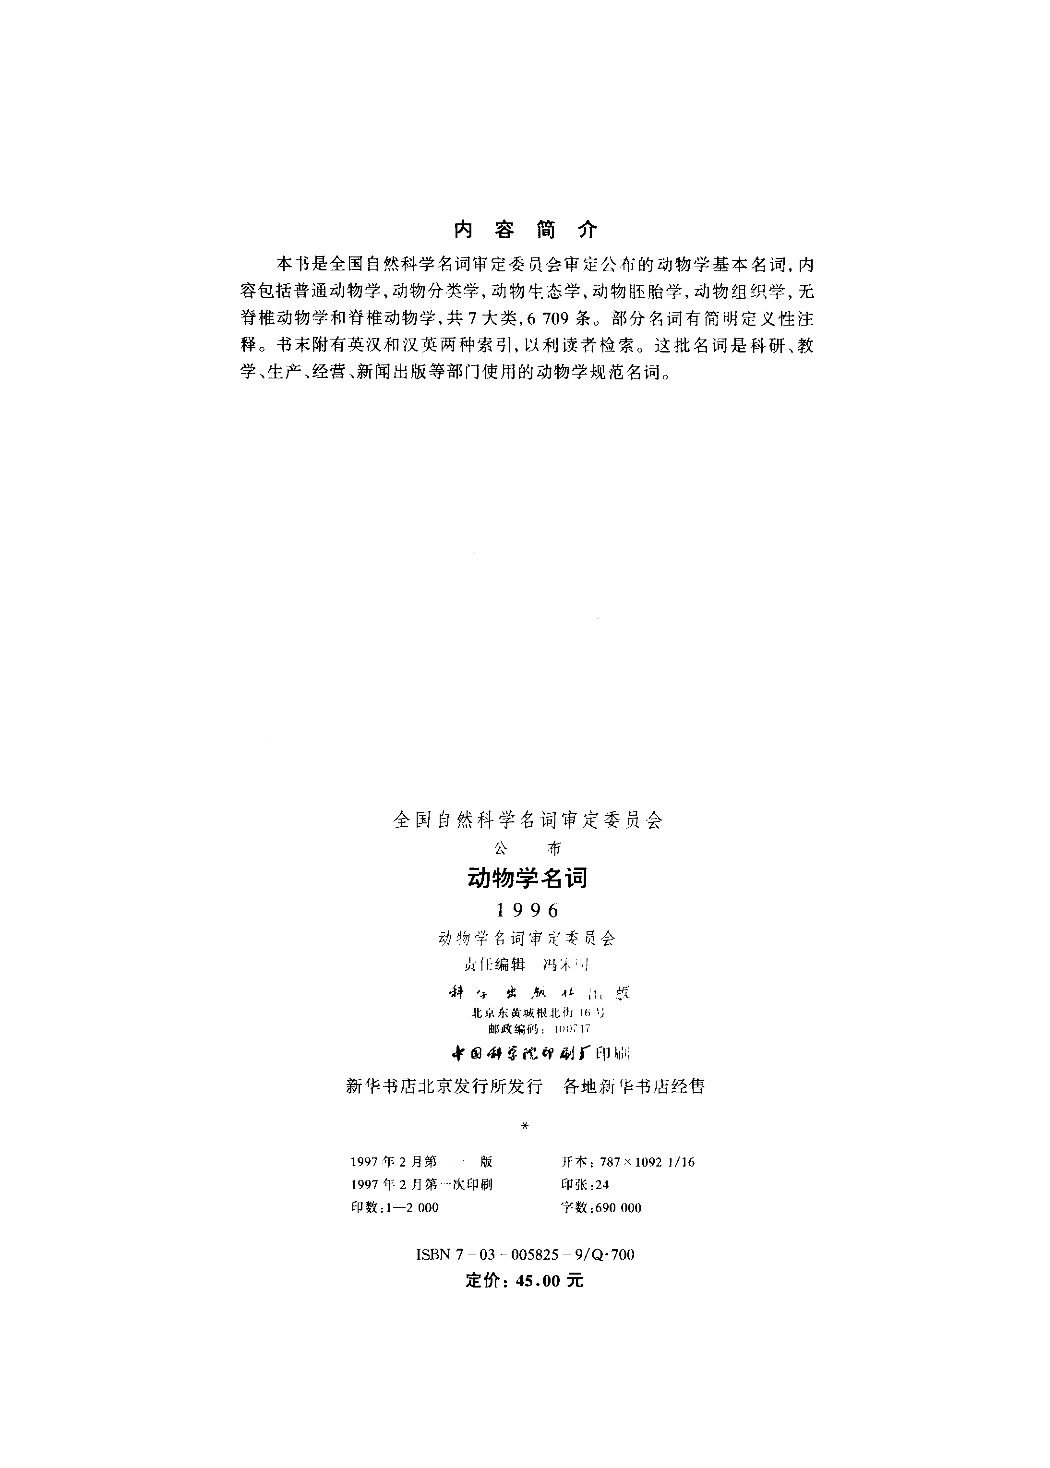 内 容 简 介
本书是全国自然科学名词审定委员会审定公布的动物学基本名词,内
容包括普通动物学,动物分类学,动物生态学,动物胚胎学,动物组织学,无
脊椎动物学和脊椎动物学,共7大类,6 709 条。部分名词有简明定义性注
释。书末附有英汉和汉英两种索引,以利读者检索。这批名词是科研、教
学、生产、经营、新闻出版等部门使用的动物学规范名词。
全国自然科学名词审定委员会
公 布
动物学名词
1996
动物学名词审定委员会
责任编辑 冯宋明
科学出版社出版
北京东黄城根北街 16 号
邮政编码: 100717
中国科学院印刷厂印刷
新华书店北京发行所发行 各地新华书店经售
*
1997 年 2 月第 一 版 开本: 787×1092 1/16
1997 年 2 月第一次印刷 印张:24
印数:1—2 000 字数:690 000
ISBN 7-03-005825-9/Q·700
定价: 45.00 元